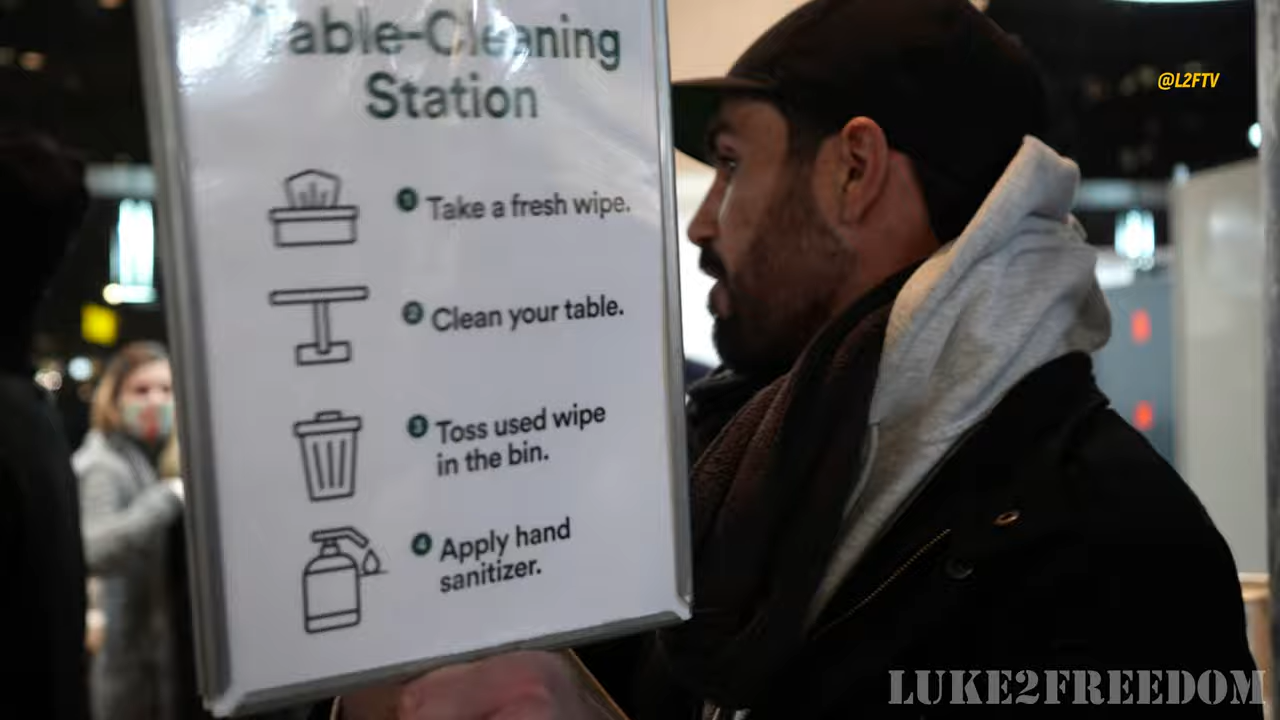 @L2FTV
Table-Cleaning
Station
1 Take a fresh wipe.
2 Clean your table.
3 Toss used wipe
in the bin.
4 Apply hand
sanitizer.
LUKE2FREEDOM